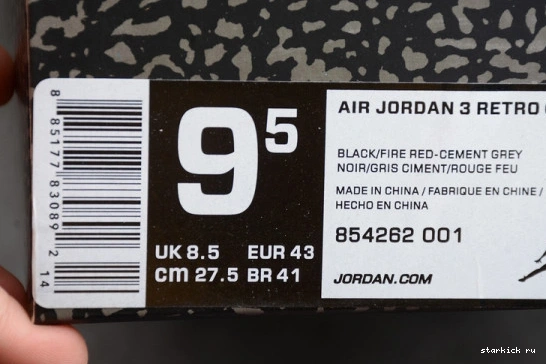 8 85177 83089 2 14
9⁵
UK 8.5 EUR 43
cm 27.5 BR 41
AIR JORDAN 3 RETRO
BLACK/FIRE RED-CEMENT GREY
NOIR/GRIS CIMENT/ROUGE FEU
MADE IN CHINA / FABRIQUE EN CHINE /
HECHO EN CHINA
854262 001
JORDAN.COM
starkick ru